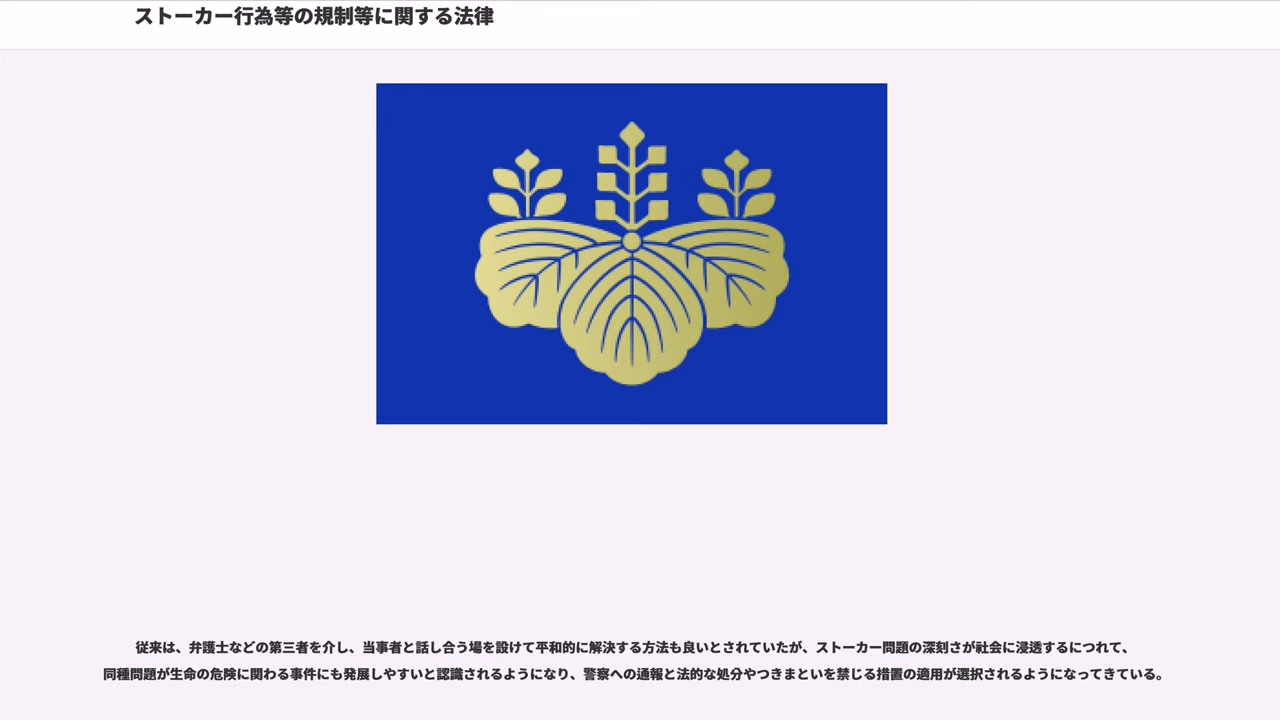 ストーカー行為等の規制等に関する法律
従来は、弁護士などの第三者を介し、当事者と話し合う場を設けて平和的に解決する方法も良いとされていたが、ストーカー問題の深刻さが社会に浸透するにつれて、
同種問題が生命の危険に関わる事件にも発展しやすいと認識されるようになり、警察への通報と法的な処分やつきまといを禁じる措置の適用が選択されるようになってきている。